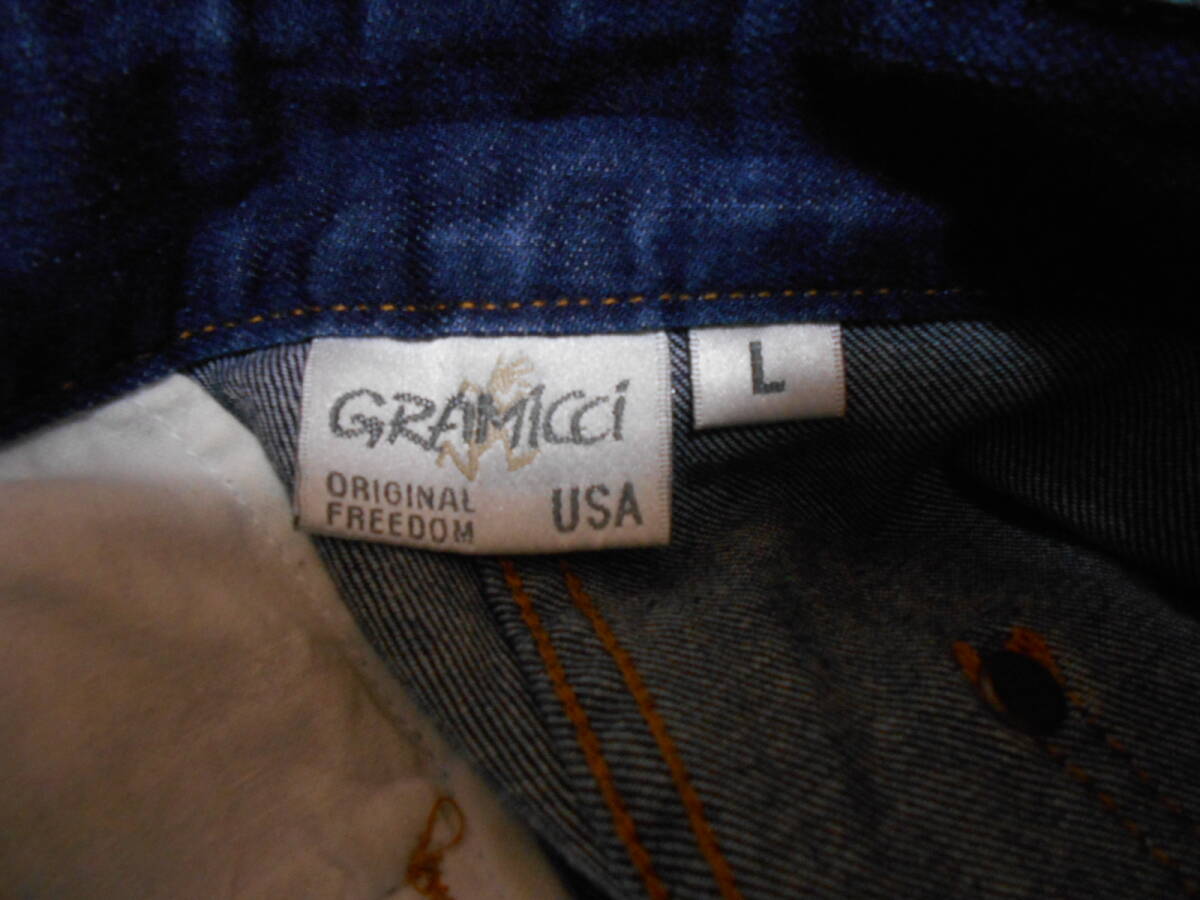 GRAMICCi
ORIGINAL
FREEDOM
USA
L